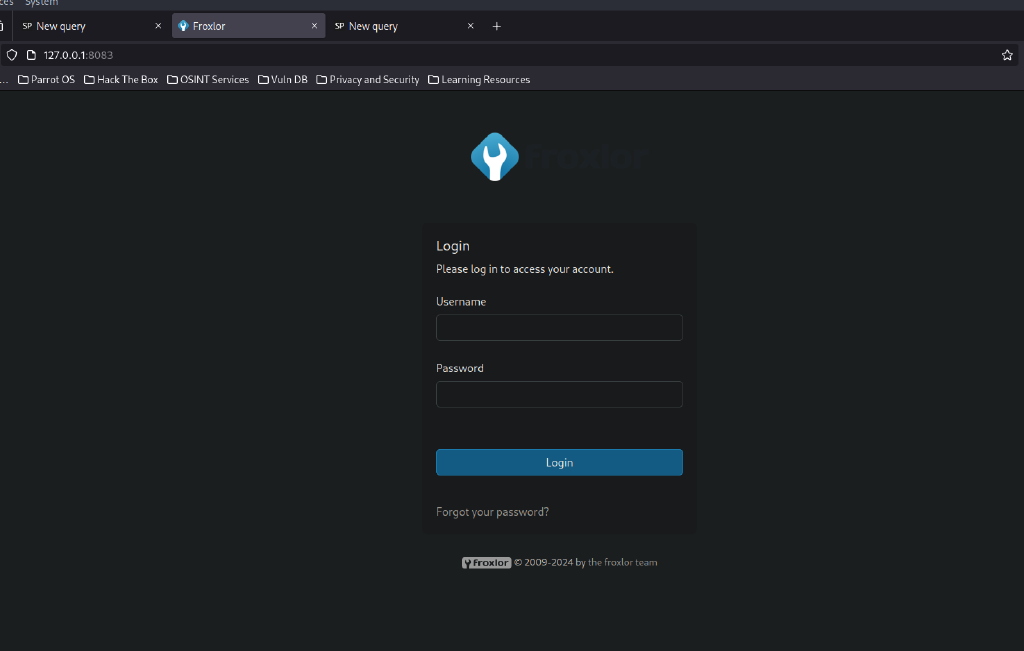 System
SP New query
Froxlor
SP New query
127.0.0.1:8083
... Parrot OS Hack The Box OSINT Services Vuln DB Privacy and Security Learning Resources
froxlor
Login
Please log in to access your account.
Username
Password
Login
Forgot your password?
froxlor © 2009-2024 by the froxlor team